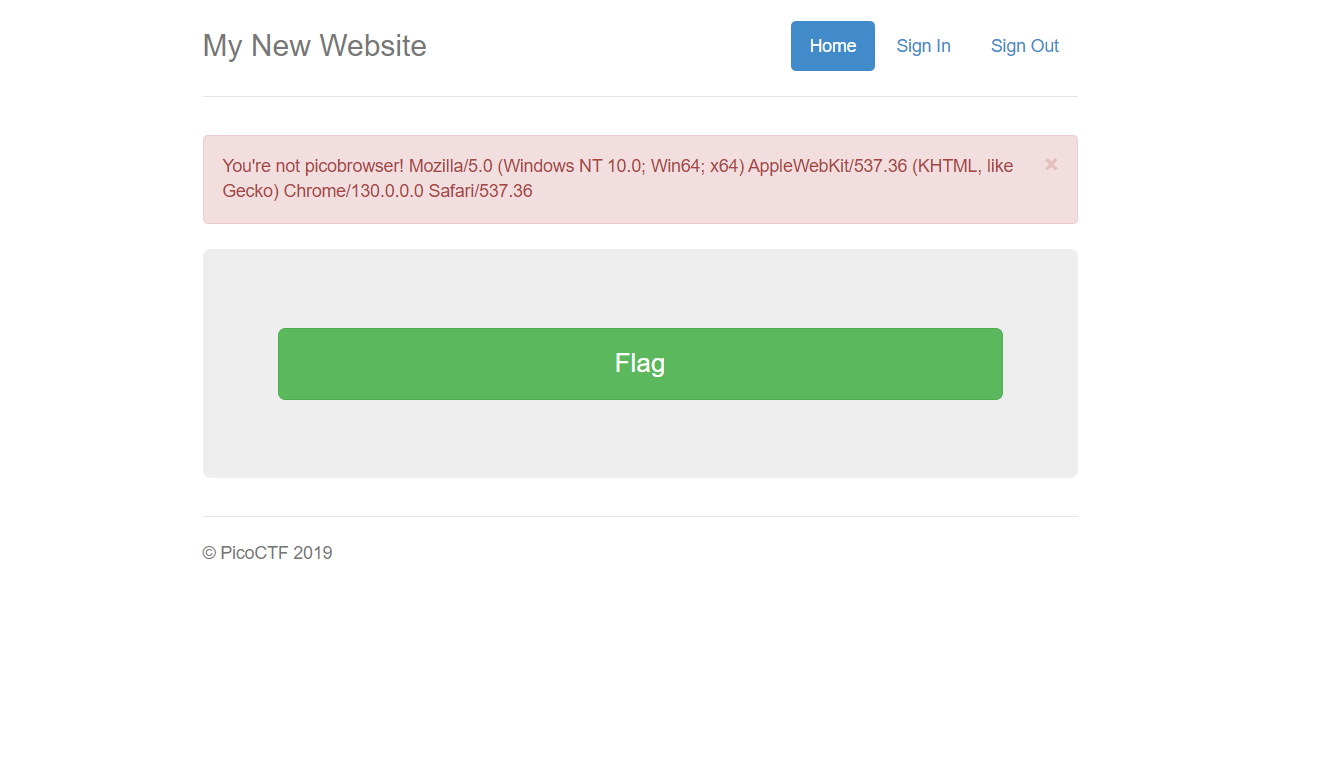 My New Website
Home
Sign In
Sign Out
You're not picobrowser! Mozilla/5.0 (Windows NT 10.0; Win64; x64) AppleWebKit/537.36 (KHTML, like
Gecko) Chrome/130.0.0.0 Safari/537.36
×
Flag
© PicoCTF 2019